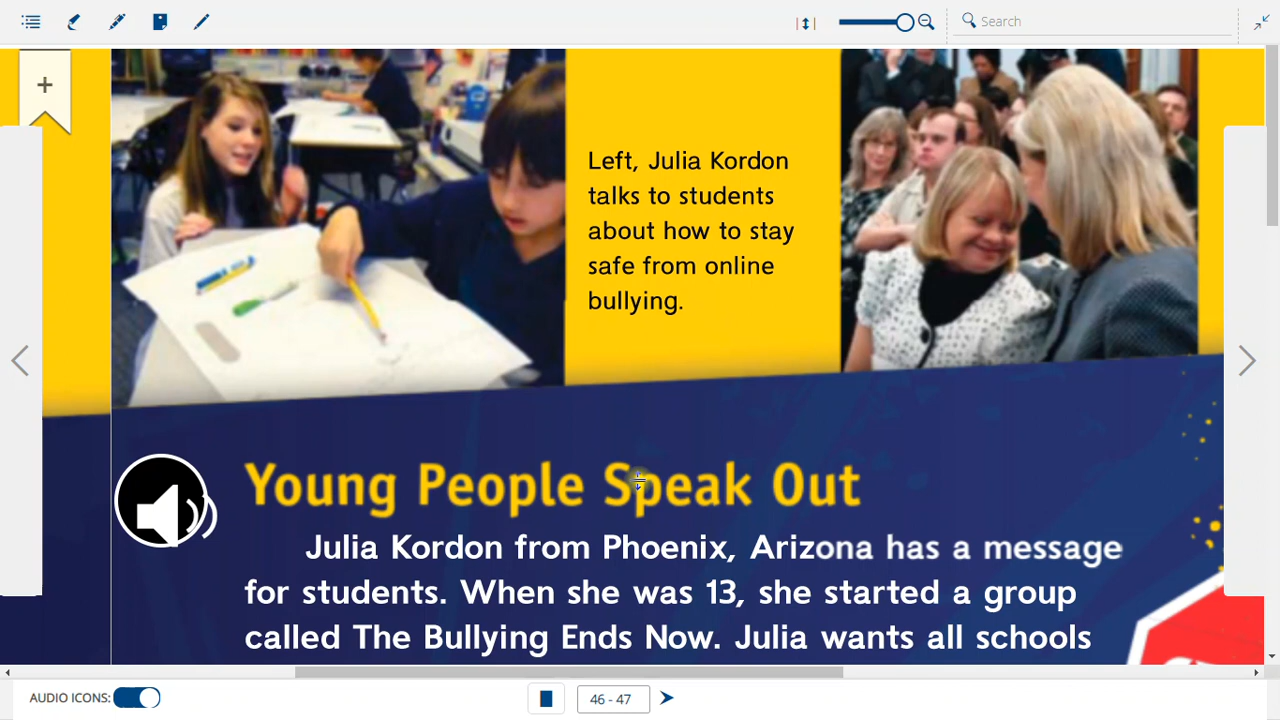 Search
Left, Julia Kordon
talks to students
about how to stay
safe from online
bullying.
Young People Speak Out
Julia Kordon from Phoenix, Arizona has a message
for students. When she was 13, she started a group
called The Bullying Ends Now. Julia wants all schools
AUDIO ICONS:
46 - 47